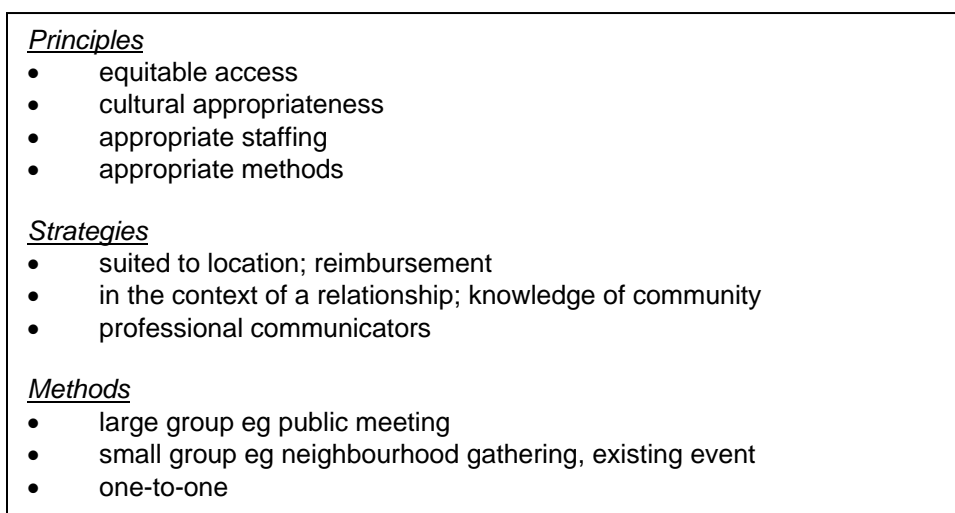 Principles
• equitable access
• cultural appropriateness
• appropriate staffing
• appropriate methods
Strategies
• suited to location; reimbursement
• in the context of a relationship; knowledge of community
• professional communicators
Methods
• large group eg public meeting
• small group eg neighbourhood gathering, existing event
• one-to-one